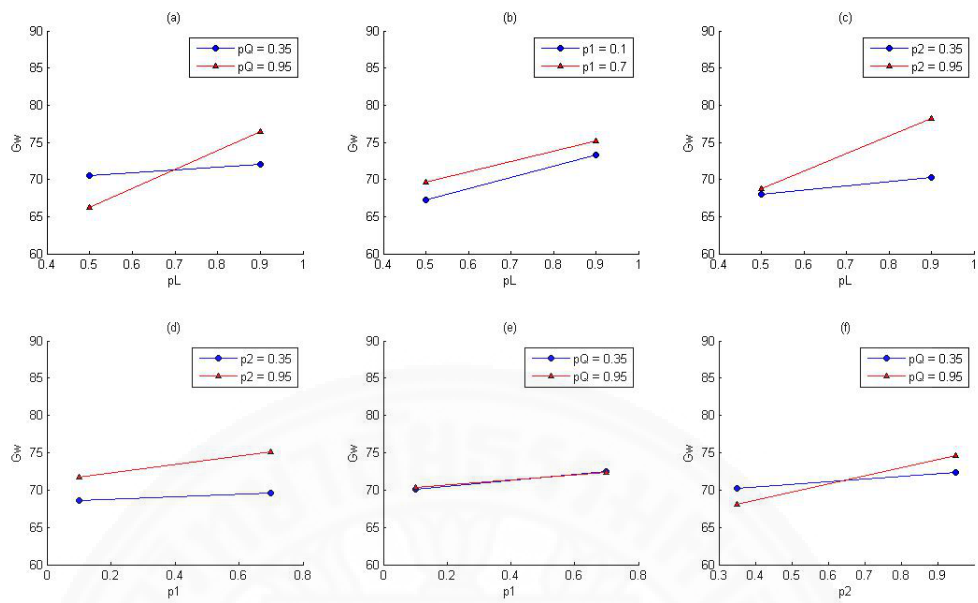 (a)
90
85
80
75
70
65
60
Gw
0.4 0.5 0.6 0.7 0.8 0.9 1
pL
pQ = 0.35
pQ = 0.95
(b)
90
85
80
75
70
65
60
Gw
0.4 0.5 0.6 0.7 0.8 0.9 1
pL
p1 = 0.1
p1 = 0.7
(c)
90
85
80
75
70
65
60
Gw
0.4 0.5 0.6 0.7 0.8 0.9 1
pL
p2 = 0.35
p2 = 0.95
(d)
90
85
80
75
70
65
60
Gw
0 0.2 0.4 0.6 0.8
p1
p2 = 0.35
p2 = 0.95
(e)
90
85
80
75
70
65
60
Gw
0 0.2 0.4 0.6 0.8
p1
pQ = 0.35
pQ = 0.95
(f)
90
85
80
75
70
65
60
Gw
0.3 0.4 0.5 0.6 0.7 0.8 0.9
p2
pQ = 0.35
pQ = 0.95